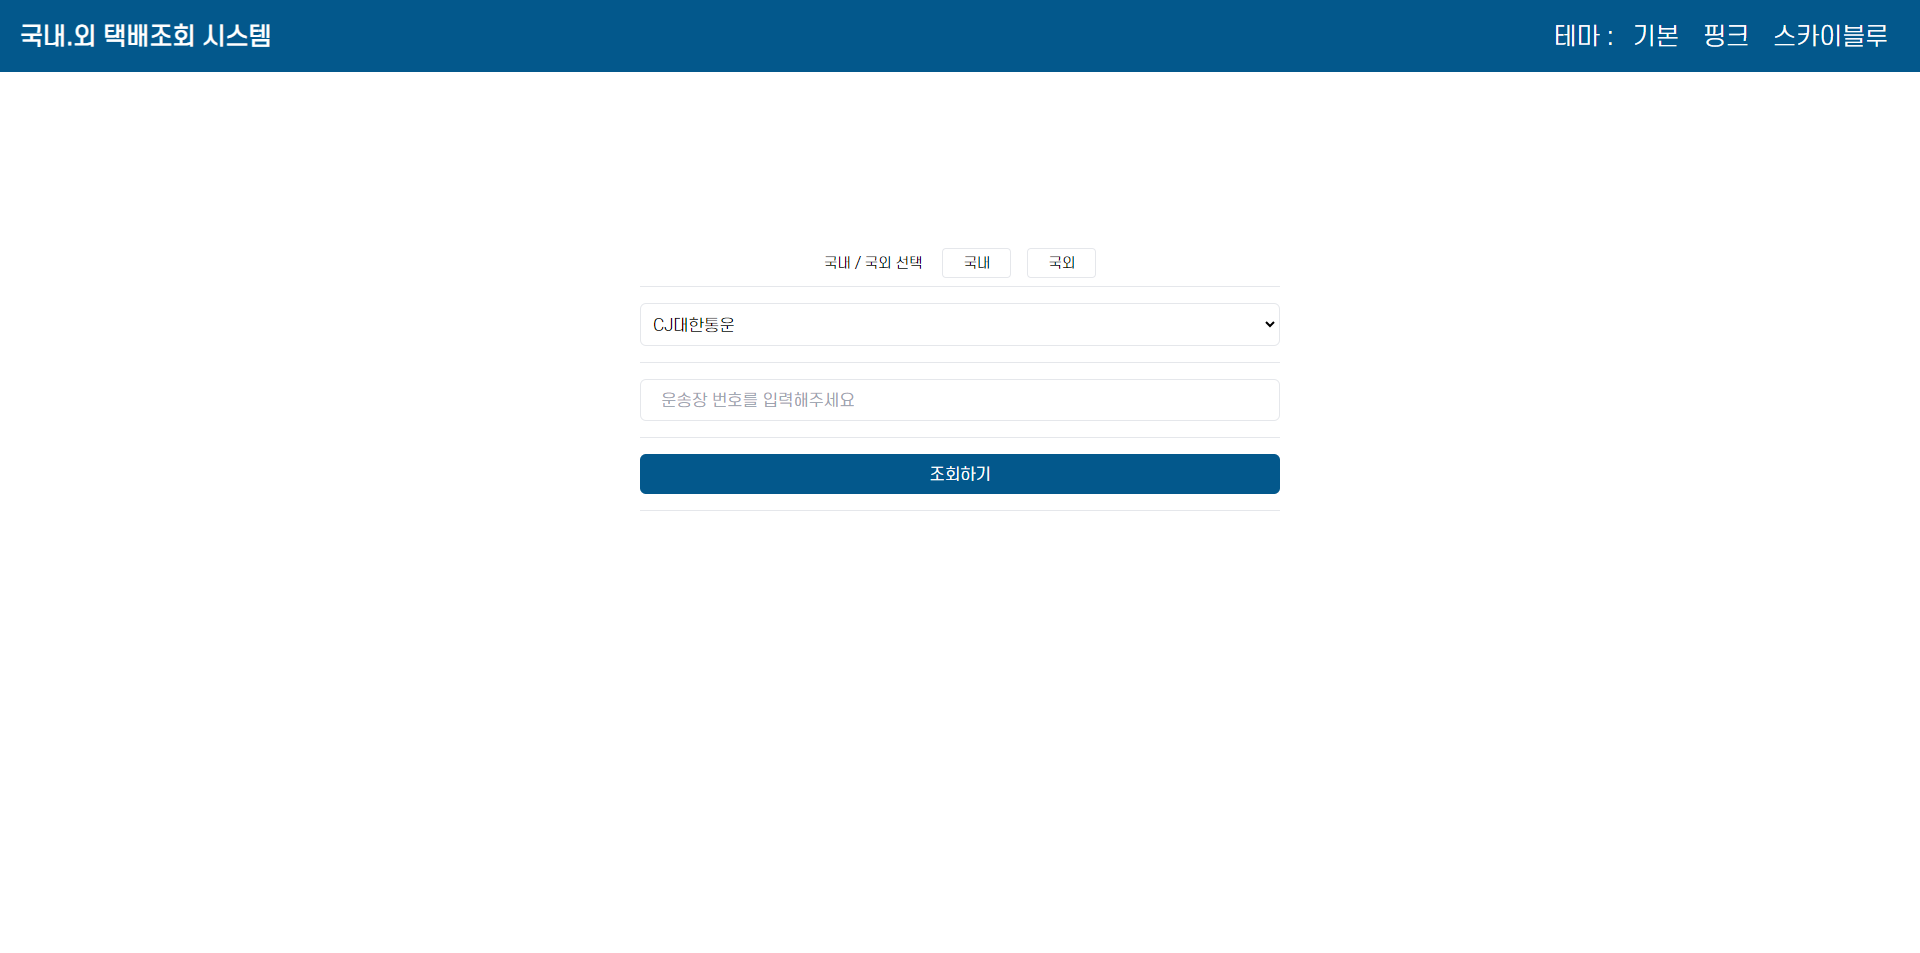 국내.외 택배조회 시스템
테마 : 기본 핑크 스카이블루
국내 / 국외 선택 국내 국외
CJ대한통운
운송장 번호를 입력해주세요
조회하기